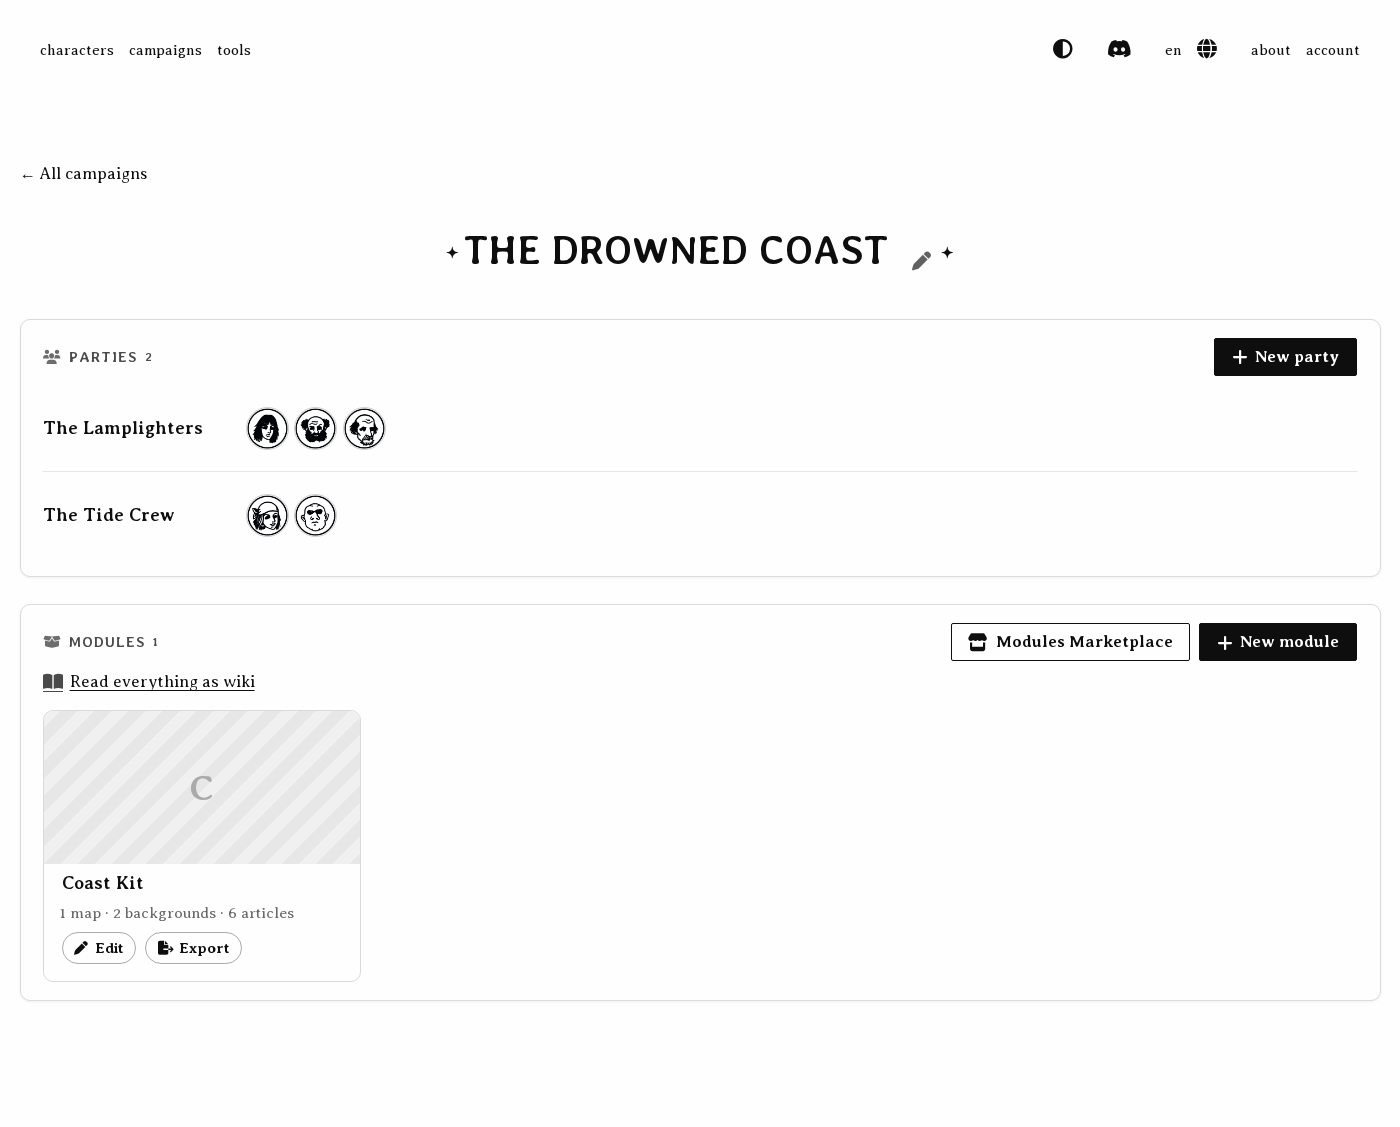 characters campaigns tools en about account
← All campaigns
THE DROWNED COAST
PARTIES 2 New party
The Lamplighters
The Tide Crew
MODULES 1 Modules Marketplace New module
Read everything as wiki
C
Coast Kit
1 map · 2 backgrounds · 6 articles
Edit Export